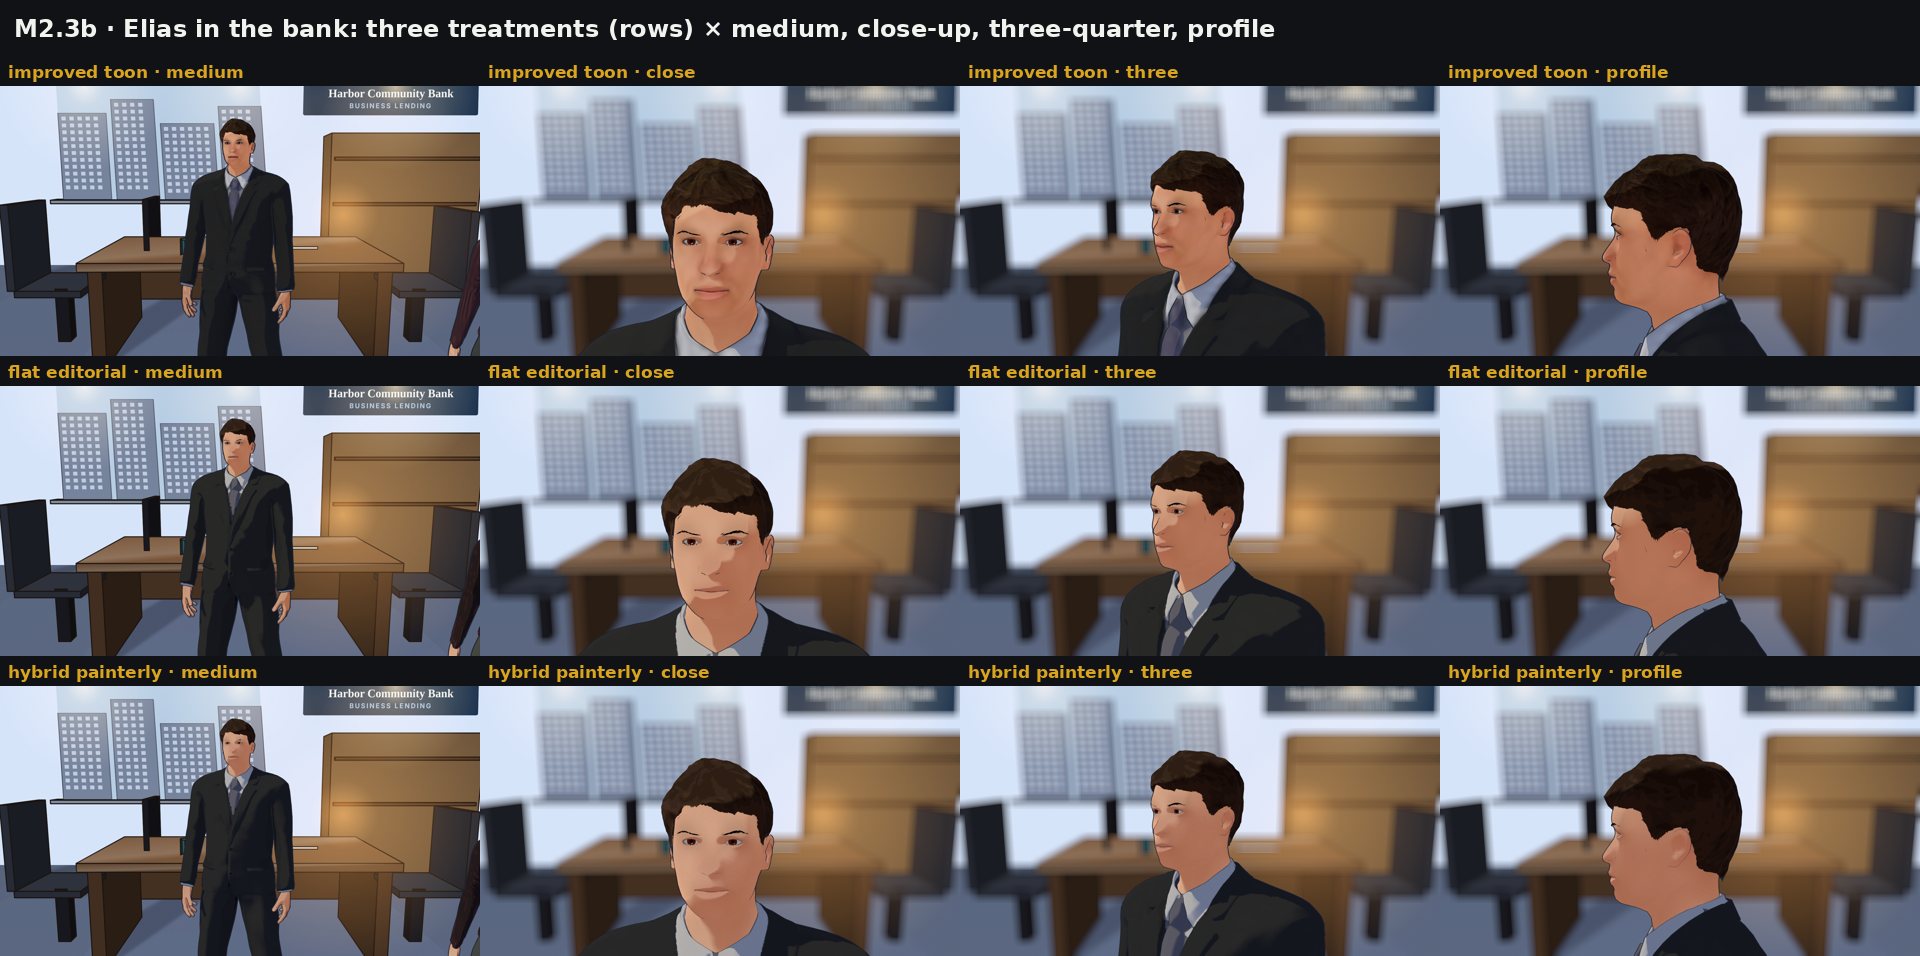 M2.3b · Elias in the bank: three treatments (rows) × medium, close-up, three-quarter, profile
improved toon · medium
improved toon · close
improved toon · three
improved toon · profile
Harbor Community Bank
BUSINESS LENDING
flat editorial · medium
flat editorial · close
flat editorial · three
flat editorial · profile
Harbor Community Bank
BUSINESS LENDING
hybrid painterly · medium
hybrid painterly · close
hybrid painterly · three
hybrid painterly · profile
Harbor Community Bank
BUSINESS LENDING